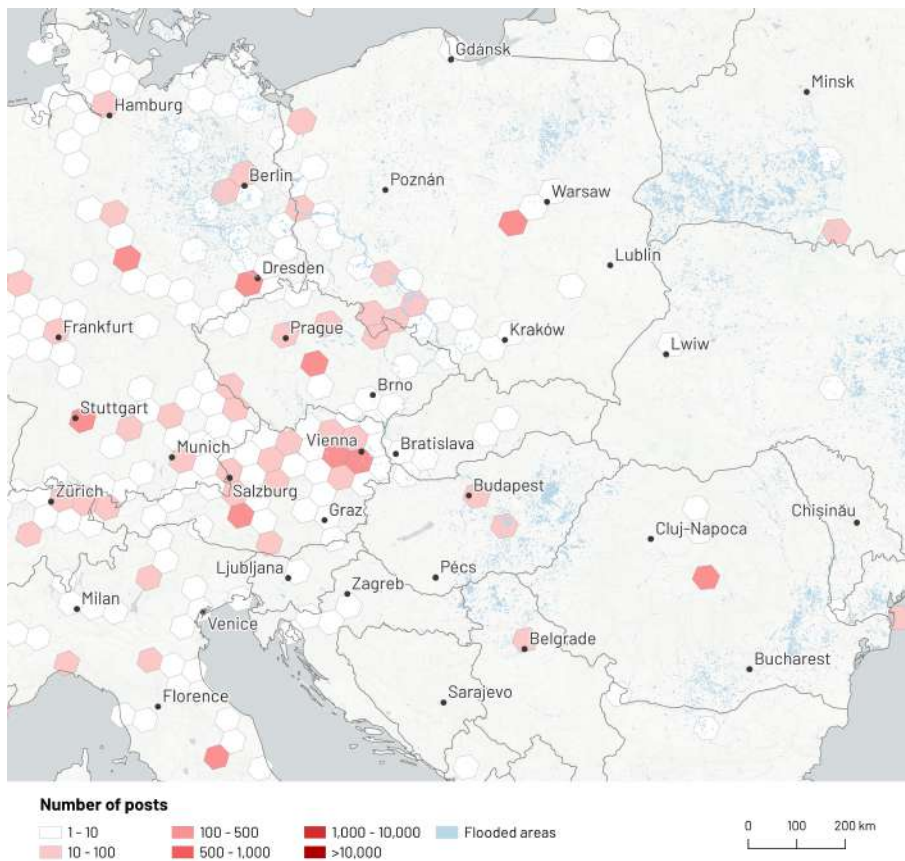 Gdánsk
Minsk
Hamburg
Berlin
Poznán
Warsaw
Lublin
Dresden
Frankfurt
Prague
Kraków
Lwiw
Brno
Stuttgart
Munich
Vienna
Bratislava
Zürich
Salzburg
Budapest
Graz
Cluj-Napoca
Chișinău
Ljubljana
Pécs
Zagreb
Milan
Venice
Belgrade
Bucharest
Florence
Sarajevo
Number of posts
1 - 10 100 - 500 1,000 - 10,000 Flooded areas
10 - 100 500 - 1,000 >10,000
0 100 200 km